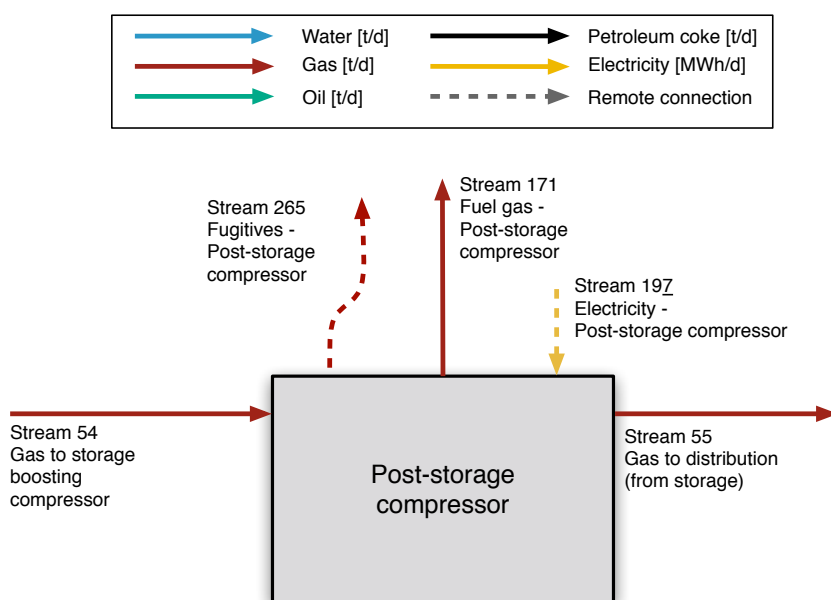 Water [t/d]
Gas [t/d]
Oil [t/d]
Petroleum coke [t/d]
Electricity [MWh/d]
Remote connection
Stream 265
Fugitives -
Post-storage
compressor
Stream 171
Fuel gas -
Post-storage
compressor
Stream 197
Electricity -
Post-storage compressor
Stream 54
Gas to storage
boosting
compressor
Post-storage
compressor
Stream 55
Gas to distribution
(from storage)